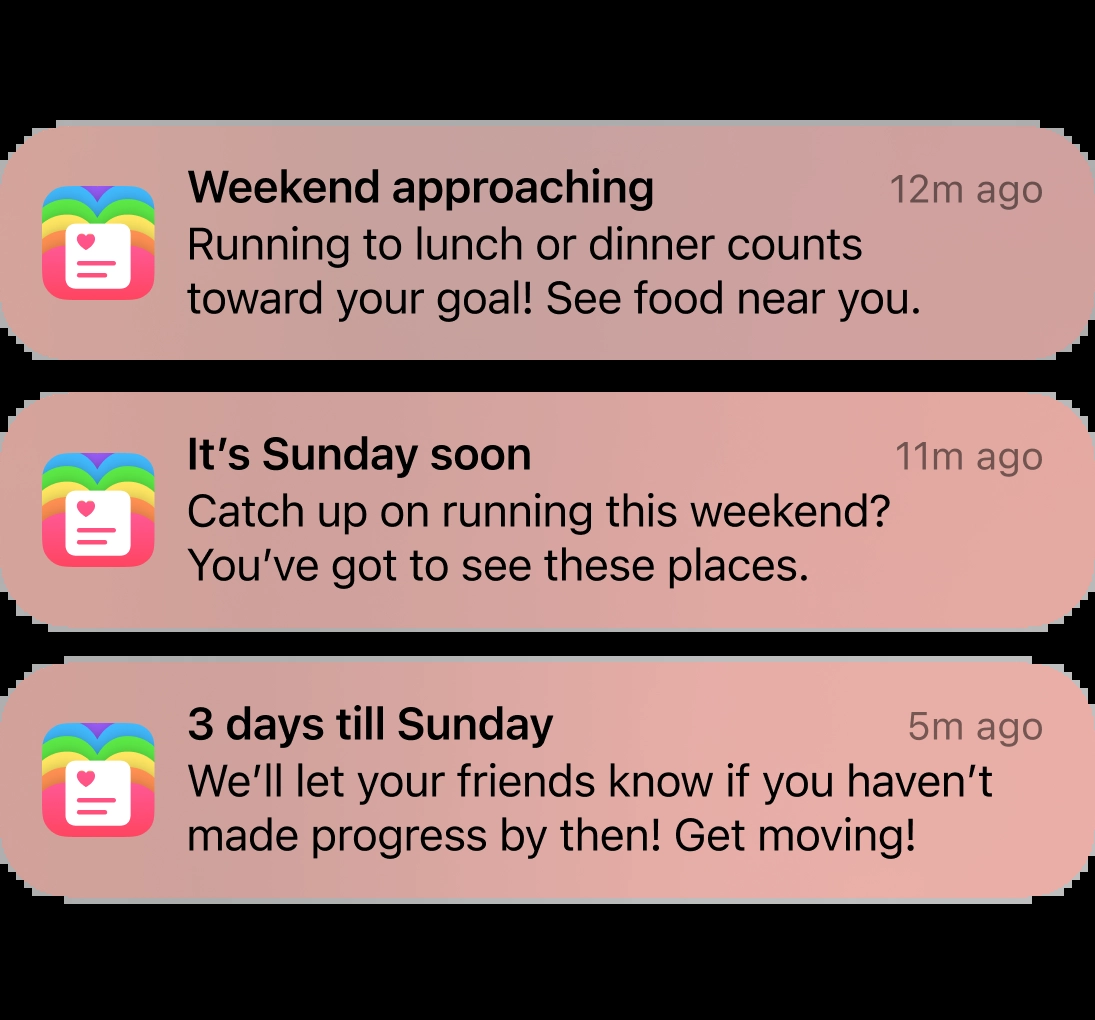 Weekend approaching
12m ago
Running to lunch or dinner counts
toward your goal! See food near you.
It’s Sunday soon
11m ago
Catch up on running this weekend?
You’ve got to see these places.
3 days till Sunday
5m ago
We’ll let your friends know if you haven’t
made progress by then! Get moving!